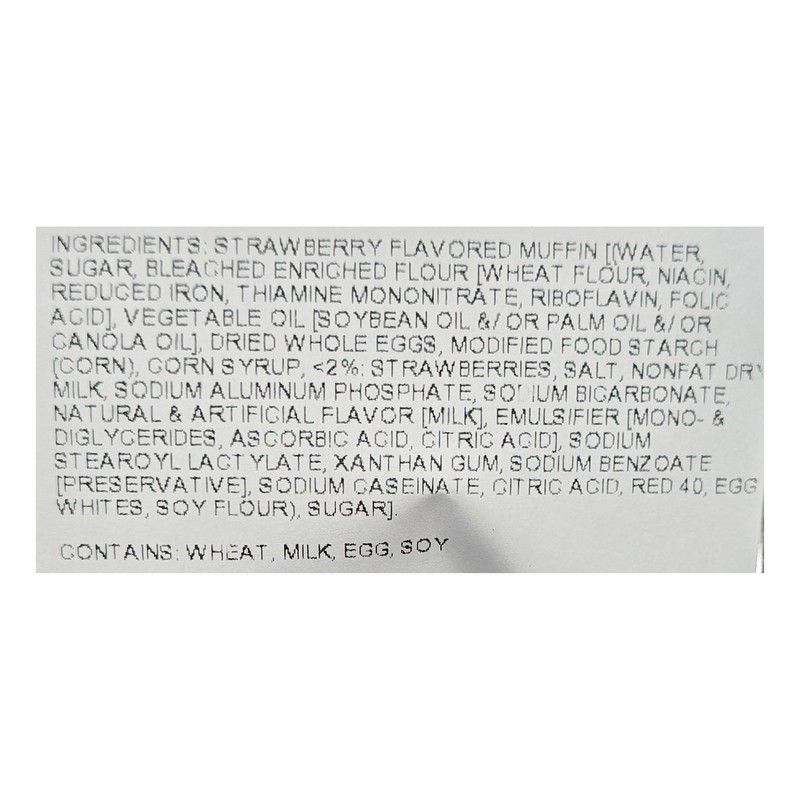 INGREDIENTS: STRAWBERRY FLAVORED MUFFIN [(WATER,
SUGAR, BLEACHED ENRICHED FLOUR [WHEAT FLOUR, NIACIN,
REDUCED IRON, THIAMINE MONONITRATE, RIBOFLAVIN, FOLIC
ACID], VEGETABLE OIL [SOYBEAN OIL &/OR PALM OIL &/OR
CANOLA OIL], DRIED WHOLE EGGS, MODIFIED FOOD STARCH
(CORN), CORN SYRUP, <2%: STRAWBERRIES, SALT, NONFAT DRY
MILK, SODIUM ALUMINUM PHOSPHATE, SODIUM BICARBONATE,
NATURAL & ARTIFICIAL FLAVOR [MILK], EMULSIFIER [MONO- &
DIGLYCERIDES, ASCORBIC ACID, CITRIC ACID], SODIUM
STEAROYL LACTYLATE, XANTHAN GUM, SODIUM BENZOATE
[PRESERVATIVE], SODIUM CASEINATE, CITRIC ACID, RED 40, EGG
WHITES, SOY FLOUR), SUGAR].
CONTAINS: WHEAT, MILK, EGG, SOY